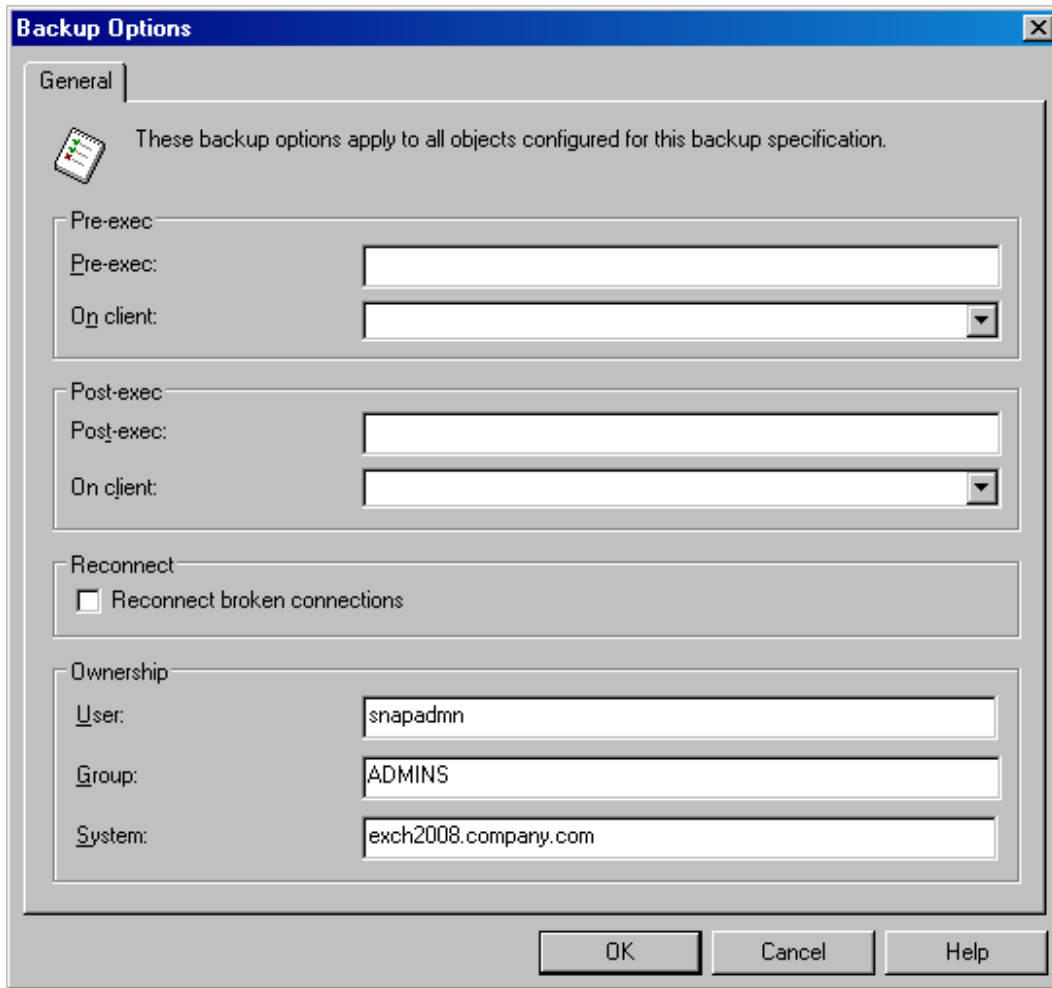 Backup Options
General
These backup options apply to all objects configured for this backup specification.
Pre-exec
Pre-exec:
On client:
Post-exec
Post-exec:
On client:
Reconnect
Reconnect broken connections
Ownership
User: snapadmn
Group: ADMINS
System: exch2008.company.com
OK Cancel Help